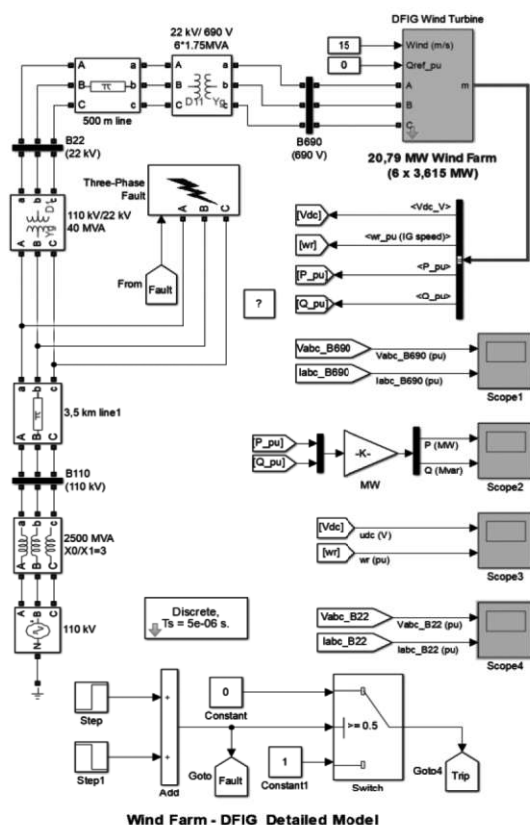 22 kV/ 690 V
6*1.75MVA
DFIG Wind Turbine
A
B
C
π
a
b
c
500 m line
A
B
C
D11 Yg
a
b
c
B690
(690 V)
15
0
Wind (m/s)
Qref_pu
A
B
C
m
20,79 MW Wind Farm
(6 x 3,615 MW)
B22
(22 kV)
a b c
Yg
A B C
110 kV/22 kV
40 MVA
Three-Phase
Fault
A B C
From
Fault
?
[Vdc]
[wr]
[P_pu]
[Q_pu]
<Vdc_V>
<wr_pu (IG speed)>
<P_pu>
<Q_pu>
Vabc_B690
Iabc_B690
Vabc_B690 (pu)
Iabc_B690 (pu)
Scope1
a b c
π
A B C
3,5 km line1
B110
(110 kV)
[P_pu]
[Q_pu]
-K-
MW
P (MW)
Q (Mvar)
Scope2
a b c
A B C
2500 MVA
X0/X1=3
[Vdc]
[wr]
udc (V)
wr (pu)
Scope3
A B C
N
110 kV
Discrete,
Ts = 5e-06 s.
Vabc_B22
Iabc_B22
Vabc_B22 (pu)
Iabc_B22 (pu)
Scope4
Step
Step1
+
+
Add
0
Constant
Goto
Fault
1
Constant1
>= 0.5
Switch
Goto4
Trip
Wind Farm - DFIG Detailed Model